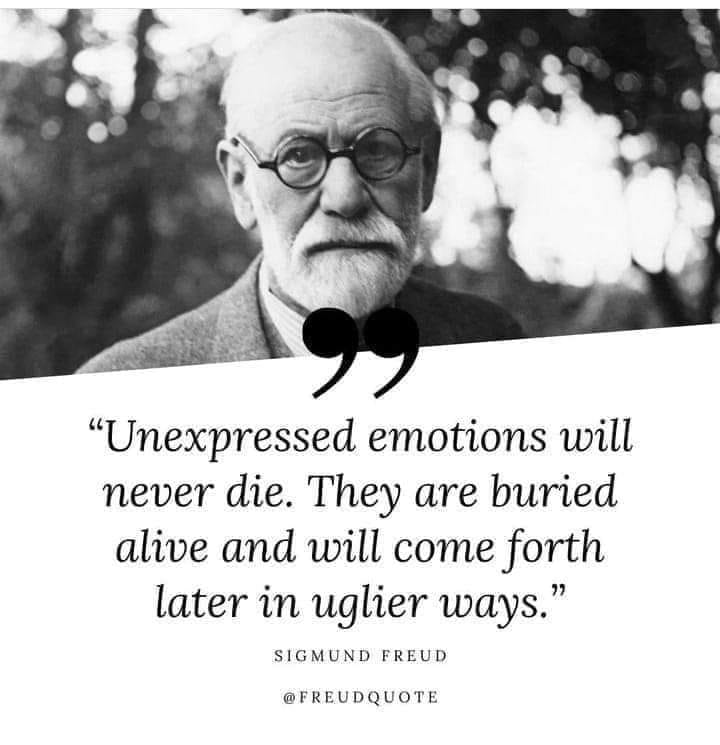 “Unexpressed emotions will
never die. They are buried
alive and will come forth
later in uglier ways.”
SIGMUND FREUD
@FREUDQUOTE